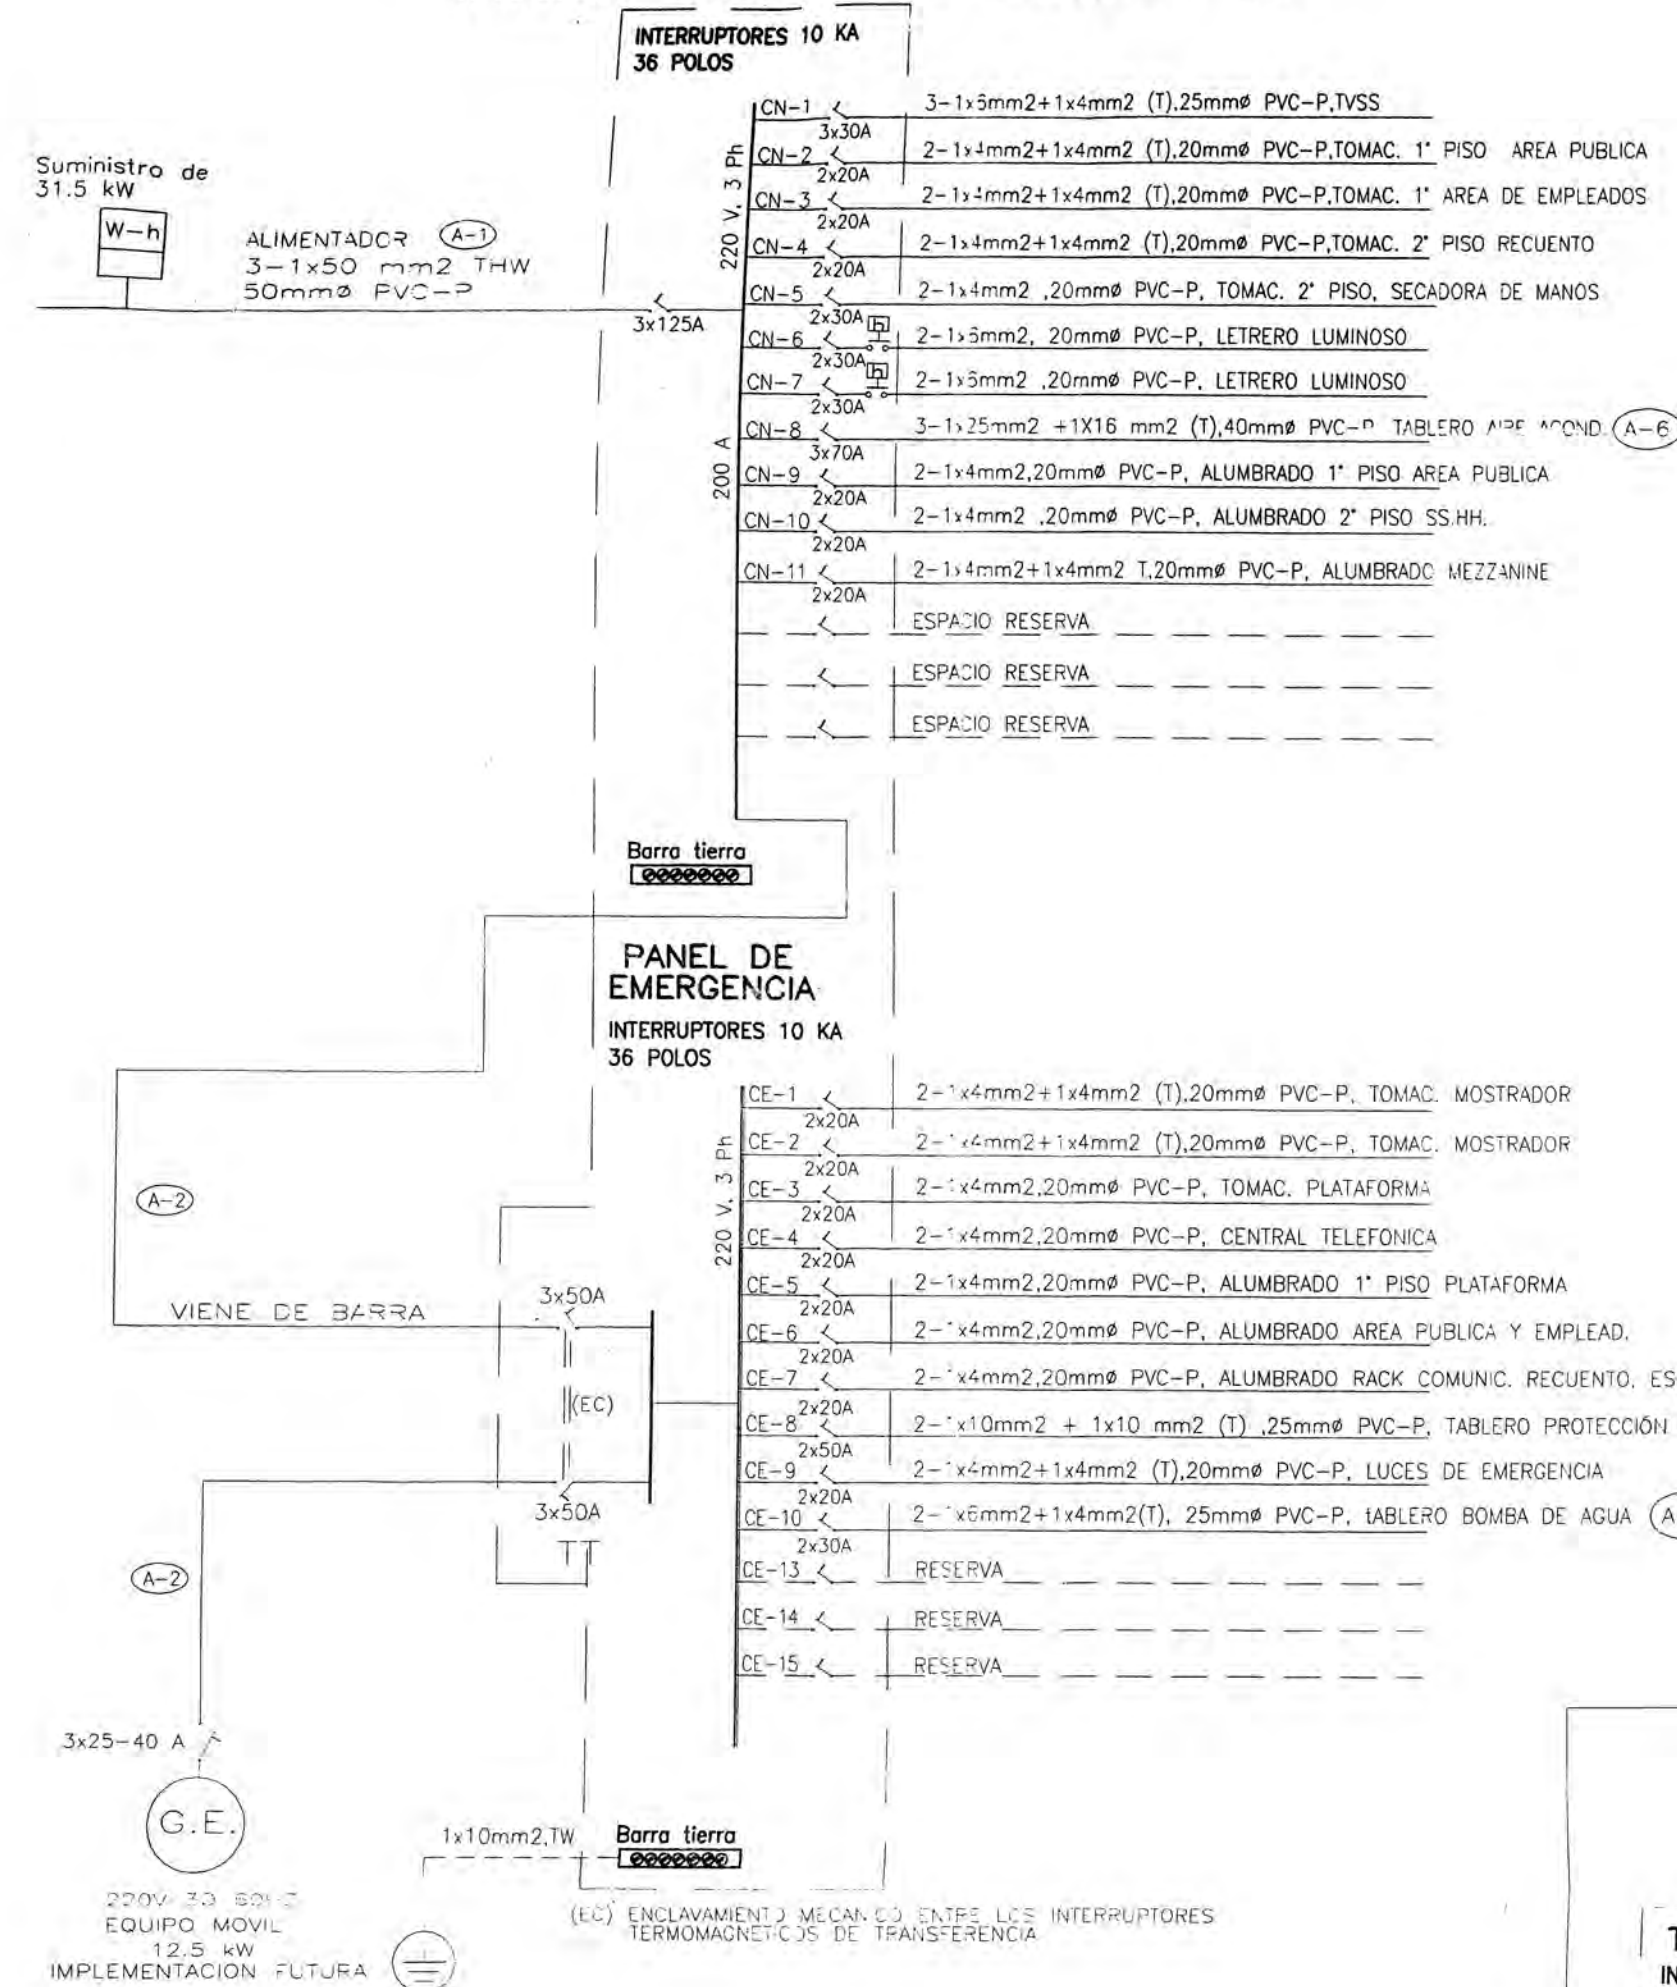 INTERRUPTORES 10 KA
36 POLOS
Suministro de
31.5 kW
W-h
ALIMENTADOR A-1
3-1x50 mm2 THW
50mmø PVC-P
3x125A
220 V, 3 Ph
200 A
CN-1 3-1x6mm2+1x4mm2 (T),25mmø PVC-P,TVSS
3x30A
CN-2 2-1x4mm2+1x4mm2 (T),20mmø PVC-P,TOMAC. 1° PISO AREA PUBLICA
2x20A
CN-3 2-1x4mm2+1x4mm2 (T),20mmø PVC-P,TOMAC. 1° AREA DE EMPLEADOS
2x20A
CN-4 2-1x4mm2+1x4mm2 (T),20mmø PVC-P,TOMAC. 2° PISO RECUENTO
2x20A
CN-5 2-1x4mm2 ,20mmø PVC-P, TOMAC. 2° PISO, SECADORA DE MANOS
2x30A h
CN-6 2-1x6mm2, 20mmø PVC-P, LETRERO LUMINOSO
2x30A h
CN-7 2-1x6mm2 ,20mmø PVC-P, LETRERO LUMINOSO
2x30A
CN-8 3-1x25mm2 +1X16 mm2 (T),40mmø PVC-P TABLERO AIRE ACOND. A-6
3x70A
CN-9 2-1x4mm2,20mmø PVC-P, ALUMBRADO 1° PISO AREA PUBLICA
2x20A
CN-10 2-1x4mm2 ,20mmø PVC-P, ALUMBRADO 2° PISO SS.HH.
2x20A
CN-11 2-1x4mm2+1x4mm2 T,20mmø PVC-P, ALUMBRADO MEZZANINE
2x20A
ESPACIO RESERVA
ESPACIO RESERVA
ESPACIO RESERVA
Barra tierra
PANEL DE
EMERGENCIA
INTERRUPTORES 10 KA
36 POLOS
220 V, 3 Ph
CE-1 2-1x4mm2+1x4mm2 (T),20mmø PVC-P, TOMAC. MOSTRADOR
2x20A
CE-2 2-1x4mm2+1x4mm2 (T),20mmø PVC-P, TOMAC. MOSTRADOR
2x20A
CE-3 2-1x4mm2,20mmø PVC-P, TOMAC. PLATAFORMA
2x20A
CE-4 2-1x4mm2,20mmø PVC-P, CENTRAL TELEFONICA
2x20A
CE-5 2-1x4mm2,20mmø PVC-P, ALUMBRADO 1° PISO PLATAFORMA
2x20A
CE-6 2-1x4mm2,20mmø PVC-P, ALUMBRADO AREA PUBLICA Y EMPLEAD.
2x20A
CE-7 2-1x4mm2,20mmø PVC-P, ALUMBRADO RACK COMUNIC. RECUENTO, ES
2x20A
CE-8 2-1x10mm2 + 1x10 mm2 (T) ,25mmø PVC-P, TABLERO PROTECCIÓN
2x50A
CE-9 2-1x4mm2+1x4mm2 (T),20mmø PVC-P, LUCES DE EMERGENCIA
2x20A
CE-10 2-1x6mm2+1x4mm2(T), 25mmø PVC-P, tABLERO BOMBA DE AGUA A
2x30A
CE-13 RESERVA
CE-14 RESERVA
CE-15 RESERVA
A-2
VIENE DE BARRA
3x50A
(EC)
3x50A
TT
A-2
3x25-40 A
G.E.
220V 3Ø 60HZ
EQUIPO MOVIL
12.5 kW
IMPLEMENTACION FUTURA
1x10mm2,TW
Barra tierra
(EC) ENCLAVAMIENTO MECANICO ENTRE LOS INTERRUPTORES
TERMOMAGNETICOS DE TRANSFERENCIA
T
IN